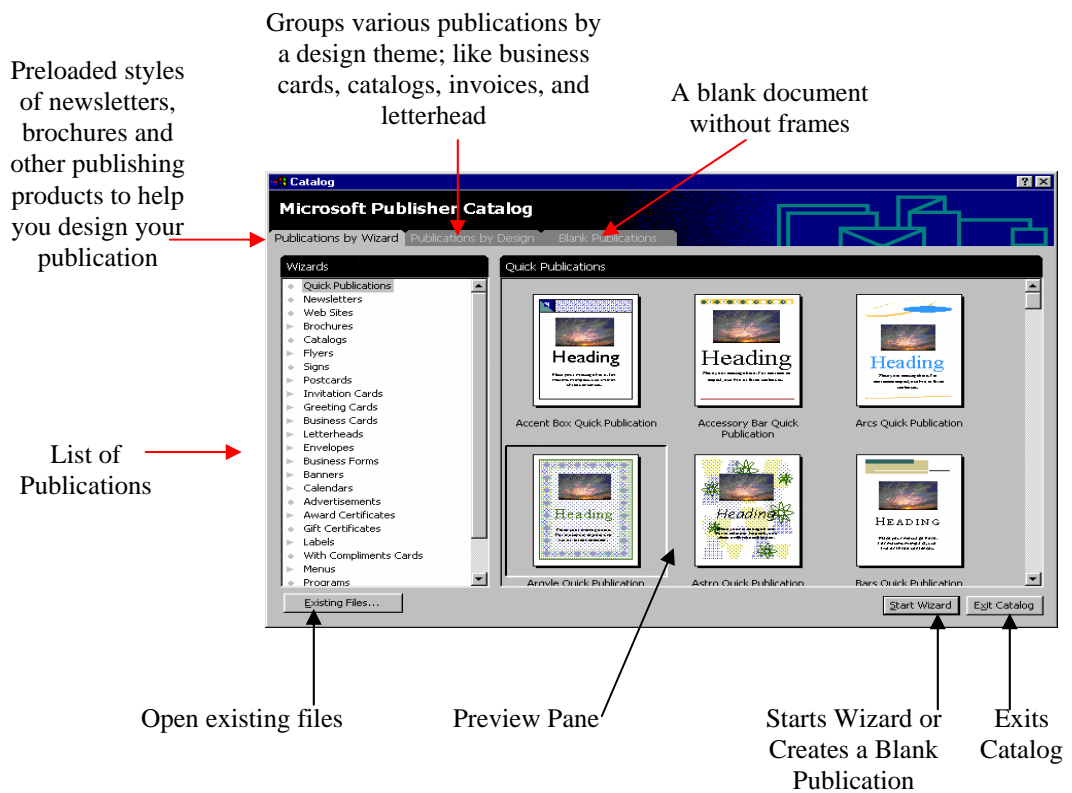 Groups various publications by
a design theme; like business
cards, catalogs, invoices, and
letterhead
Preloaded styles
of newsletters,
brochures and
other publishing
products to help
you design your
publication
A blank document
without frames
Catalog
Microsoft Publisher Catalog
Publications by Wizard
Publications by Design
Blank Publications
Wizards
Quick Publications
Newsletters
Web Sites
Brochures
Catalogs
Flyers
Signs
Postcards
Invitation Cards
Greeting Cards
Business Cards
Letterheads
Envelopes
Business Forms
Banners
Calendars
Advertisements
Award Certificates
Gift Certificates
Labels
With Compliments Cards
Menus
Programs
Quick Publications
Heading
Accent Box Quick Publication
Heading
Accessory Bar Quick
Publication
Heading
Arcs Quick Publication
Heading
Argyle Quick Publication
Heading
Astro Quick Publication
HEADING
Bars Quick Publication
List of
Publications
Existing Files...
Start Wizard
Exit Catalog
Open existing files
Preview Pane
Starts Wizard or
Creates a Blank
Publication
Exits
Catalog